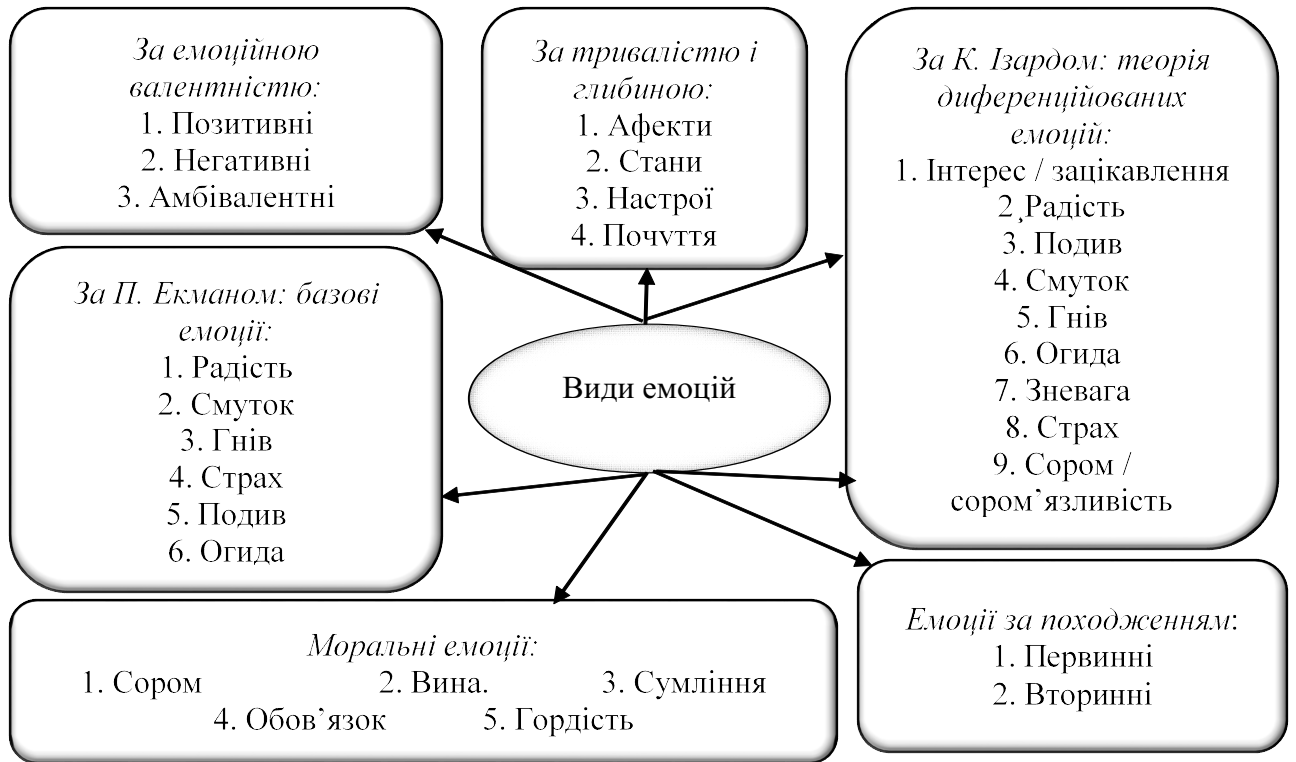 За емоційною
валентністю:
1. Позитивні
2. Негативні
3. Амбівалентні
За тривалістю і
глибиною:
1. Афекти
2. Стани
3. Настрої
4. Почуття
За К. Ізардом: теорія
диференційованих
емоцій:
1. Інтерес / зацікавлення
2 Радість
3. Подив
4. Смуток
5. Гнів
6. Огида
7. Зневага
8. Страх
9. Сором /
сором’язливість
За П. Екманом: базові
емоції:
1. Радість
2. Смуток
3. Гнів
4. Страх
5. Подив
6. Огида
Види емоцій
Моральні емоції:
1. Сором 2. Вина. 3. Сумління
4. Обов’язок 5. Гордість
Емоції за походженням:
1. Первинні
2. Вторинні